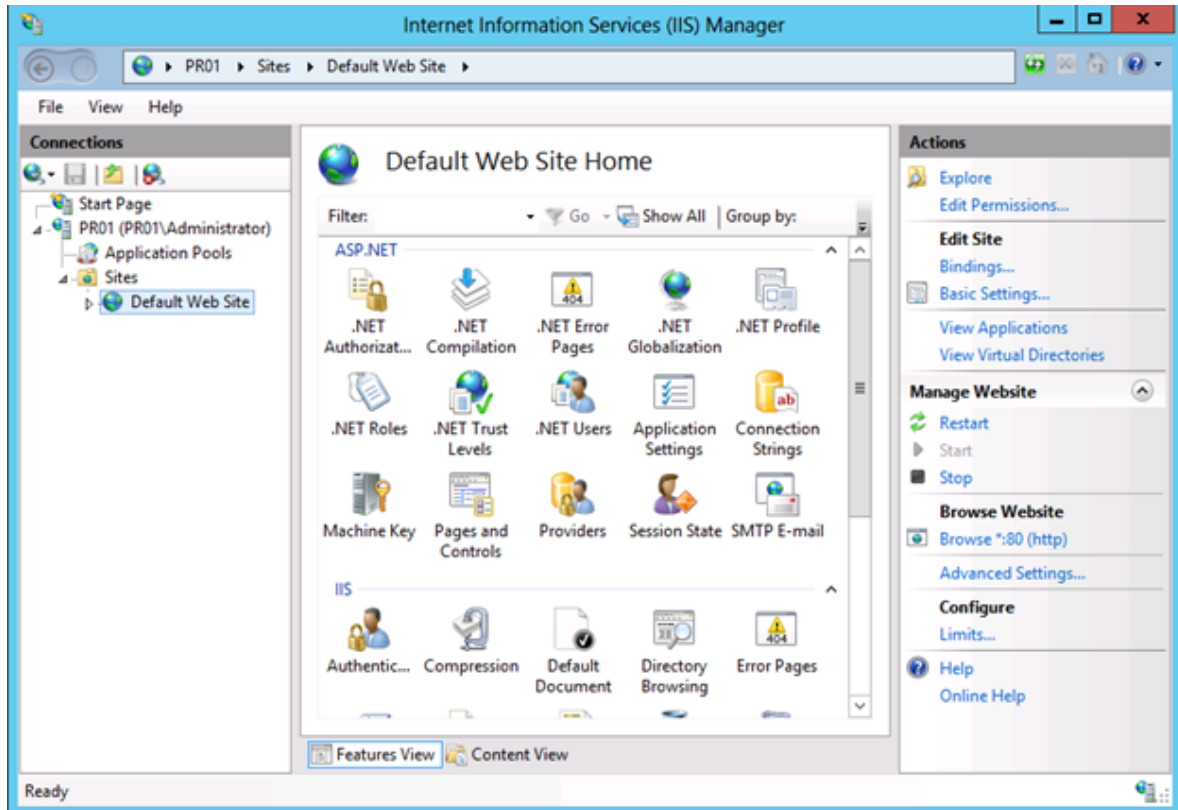 Internet Information Services (IIS) Manager
PR01 Sites Default Web Site
File View Help
Connections
Start Page
PR01 (PR01\Administrator)
Application Pools
Sites
Default Web Site
Default Web Site Home
Filter: Go Show All Group by:
ASP.NET
.NET Authorizat...
.NET Compilation
.NET Error Pages
.NET Globalization
.NET Profile
.NET Roles
.NET Trust Levels
.NET Users
Application Settings
Connection Strings
ab
Machine Key
Pages and Controls
Providers
Session State
SMTP E-mail
404
IIS
Authentic...
Compression
Default Document
Directory Browsing
Error Pages
404
Features View Content View
Actions
Explore
Edit Permissions...
Edit Site
Bindings...
Basic Settings...
View Applications
View Virtual Directories
Manage Website
Restart
Start
Stop
Browse Website
Browse *:80 (http)
Advanced Settings...
Configure
Limits...
Help
Online Help
Ready